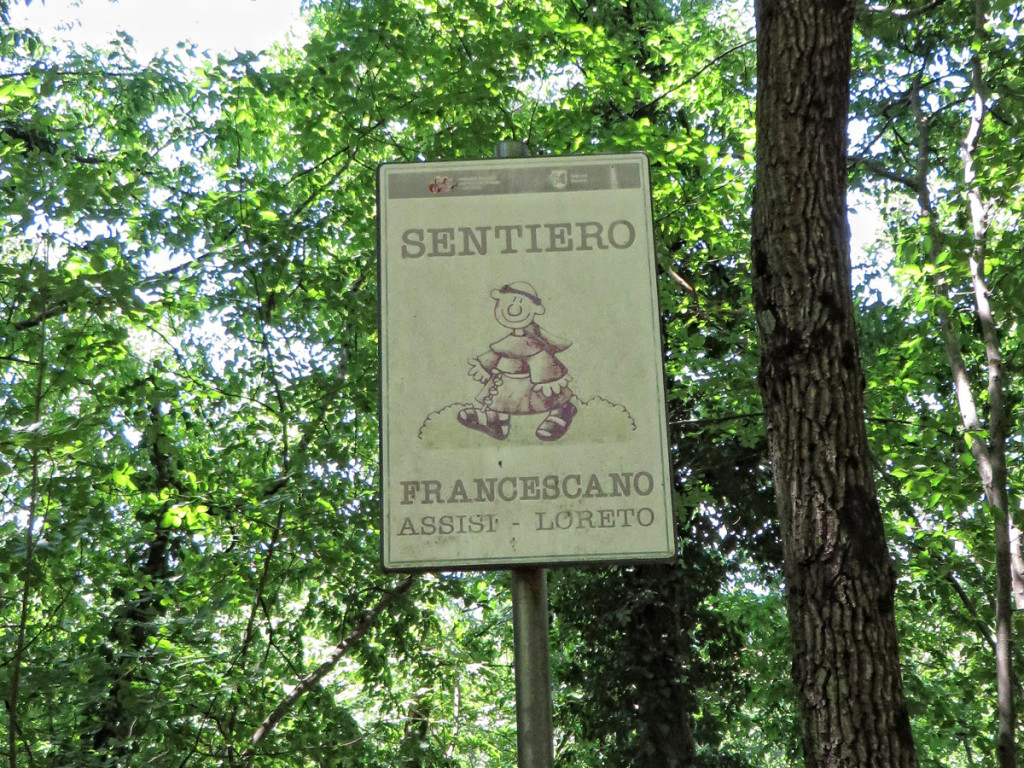 SENTIERO
FRANCESCANO
ASSISI - LORETO